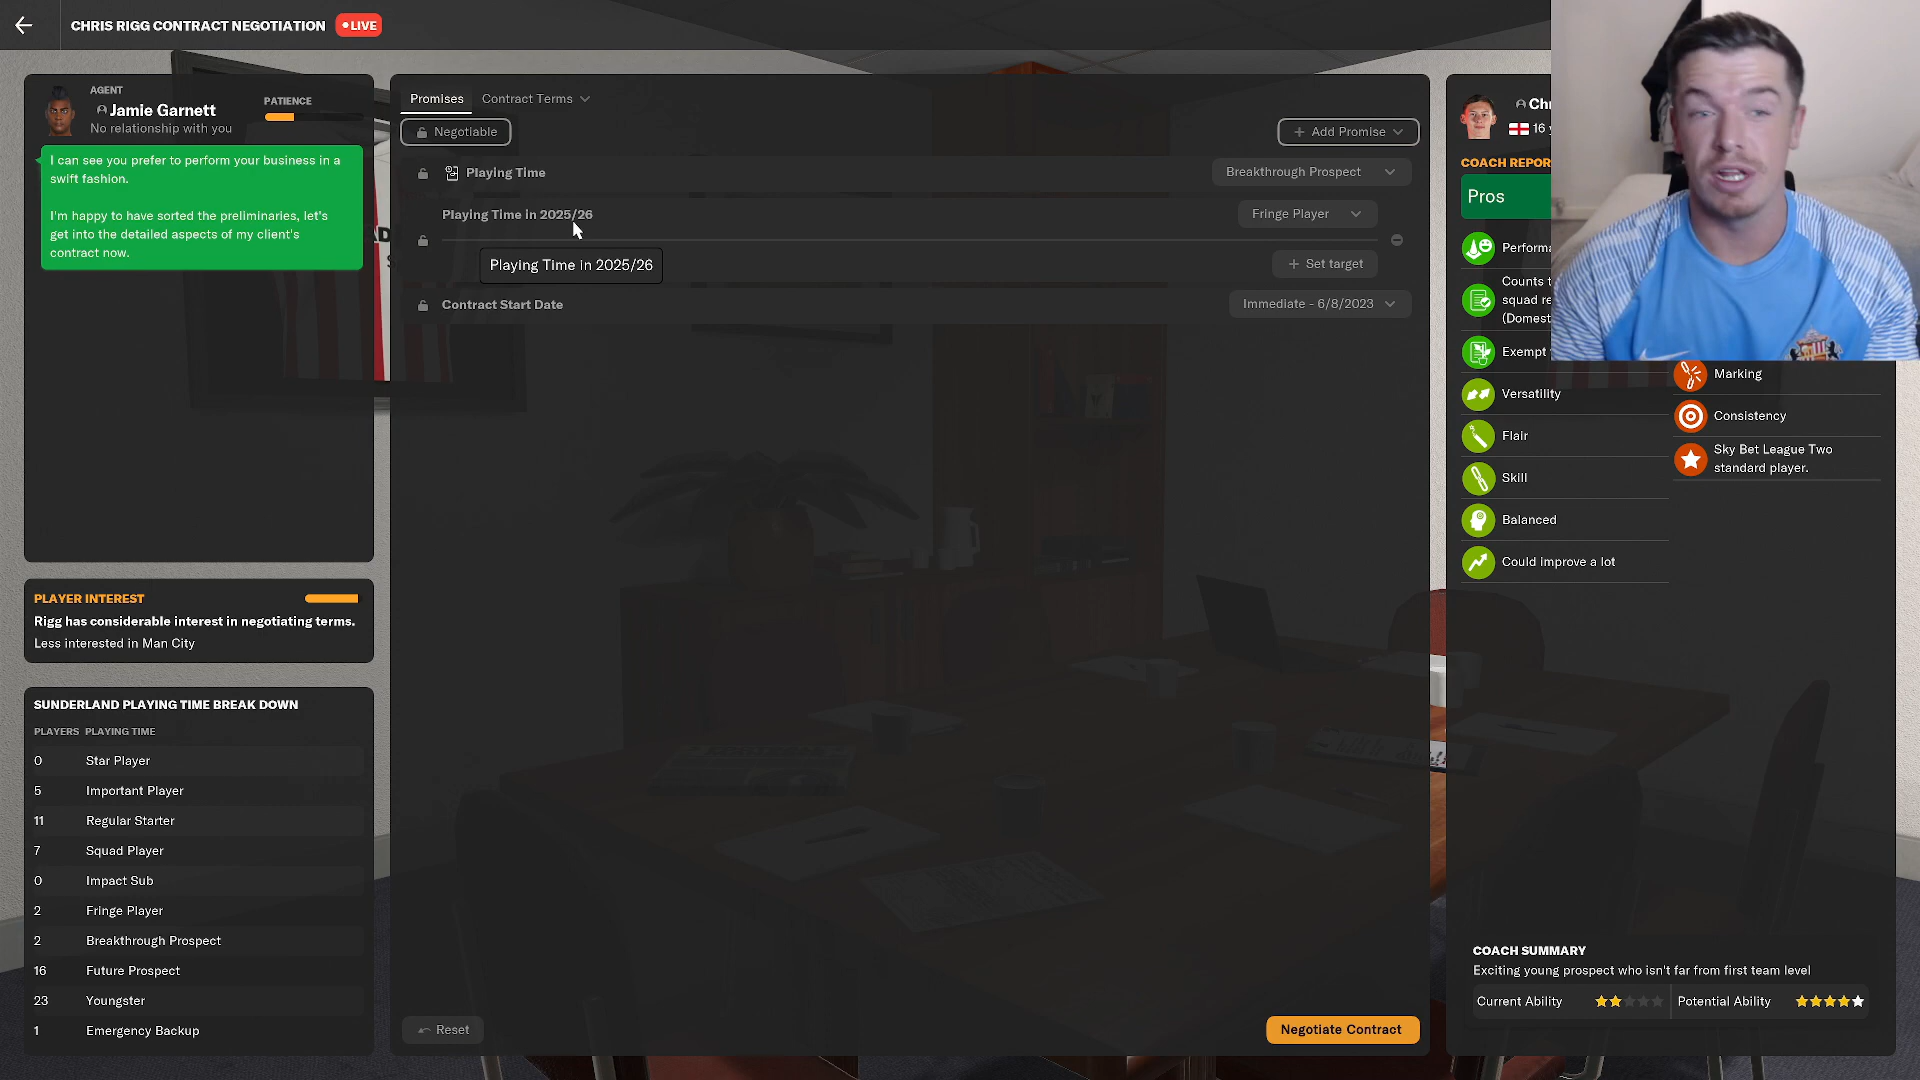 CHRIS RIGG CONTRACT NEGOTIATION
LIVE
AGENT
Jamie Garnett
No relationship with you
PATIENCE
I can see you prefer to perform your business in a
swift fashion.
I'm happy to have sorted the preliminaries, let's
get into the detailed aspects of my client's
contract now.
PLAYER INTEREST
Rigg has considerable interest in negotiating terms.
Less interested in Man City
SUNDERLAND PLAYING TIME BREAK DOWN
PLAYERS PLAYING TIME
0 Star Player
5 Important Player
11 Regular Starter
7 Squad Player
0 Impact Sub
2 Fringe Player
2 Breakthrough Prospect
16 Future Prospect
23 Youngster
1 Emergency Backup
Promises Contract Terms
Negotiable + Add Promise
Playing Time Breakthrough Prospect
Playing Time in 2025/26 Fringe Player
Playing Time in 2025/26 + Set target
Contract Start Date Immediate - 6/8/2023
Reset
Negotiate Contract
Chr
16
COACH REPOR
Pros
Performa
Counts t
squad re
(Domest
Exempt
Versatility
Flair
Skill
Balanced
Could improve a lot
Marking
Consistency
Sky Bet League Two
standard player.
COACH SUMMARY
Exciting young prospect who isn't far from first team level
Current Ability Potential Ability